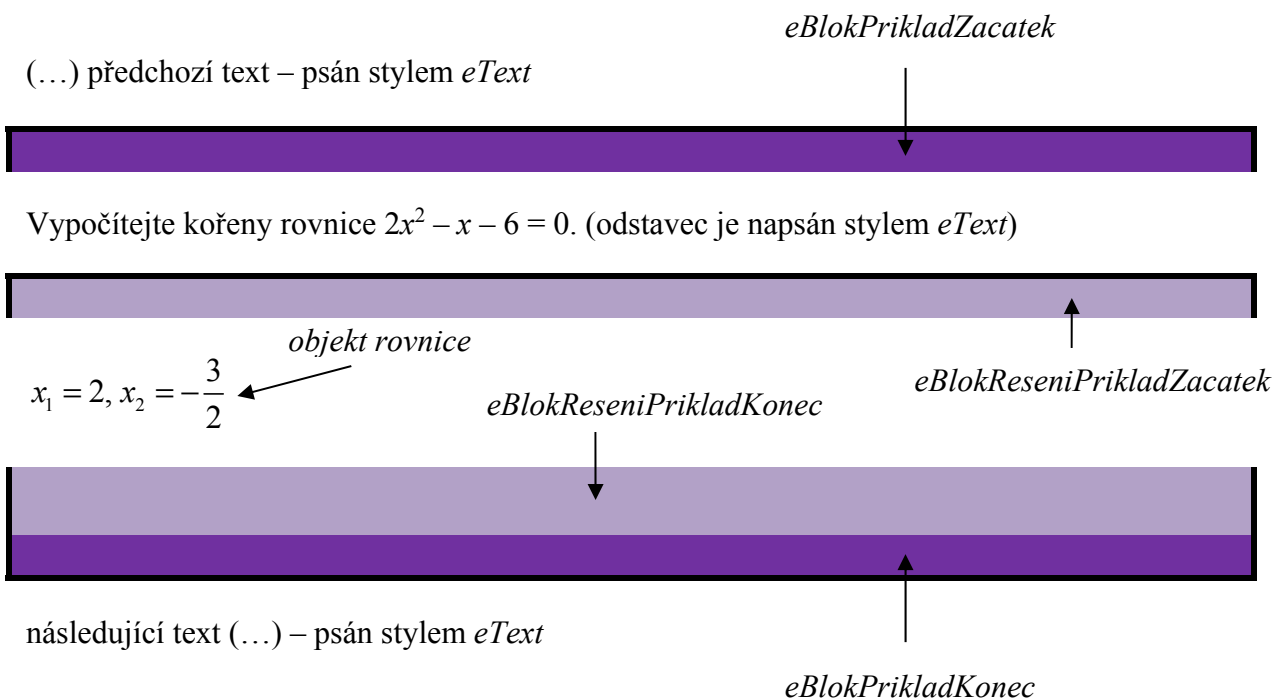 eBlokPrikladZacatek
(…) předchozí text – psán stylem eText
Vypočítejte kořeny rovnice 2x² – x – 6 = 0. (odstavec je napsán stylem eText)
objekt rovnice
x₁ = 2, x₂ = −3/2
eBlokReseniPrikladZacatek
eBlokReseniPrikladKonec
následující text (…) – psán stylem eText
eBlokPrikladKonec